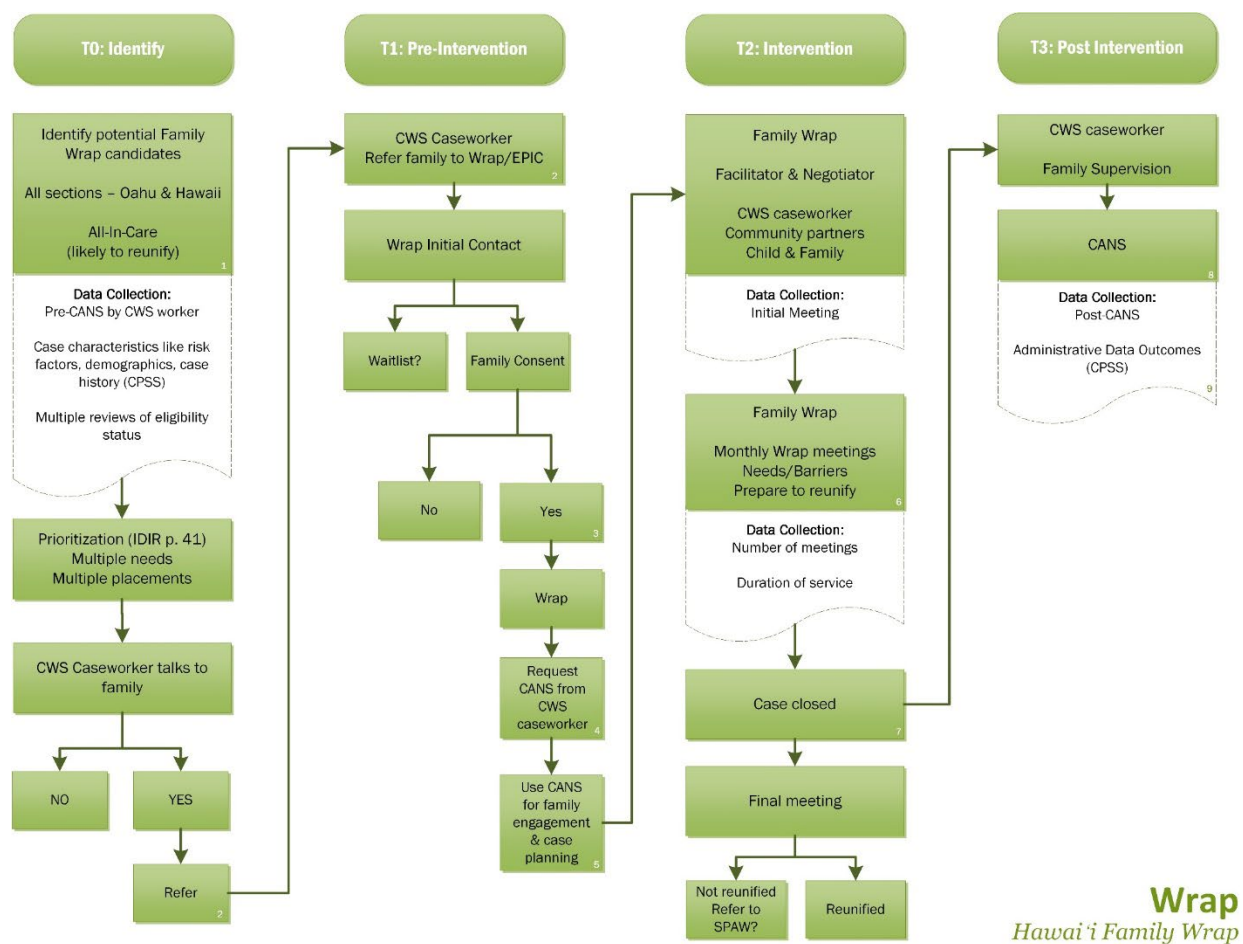 T0: Identify
Identify potential Family
Wrap candidates
All sections – Oahu & Hawaii
All-In-Care
(likely to reunify)
1
Data Collection:
Pre-CANS by CWS worker
Case characteristics like risk
factors, demographics, case
history (CPSS)
Multiple reviews of eligibility
status
Prioritization (IDIR p. 41)
Multiple needs
Multiple placements
CWS Caseworker talks to
family
NO
YES
Refer
2
T1: Pre-Intervention
CWS Caseworker
Refer family to Wrap/EPIC
2
Wrap Initial Contact
Waitlist?
Family Consent
No
Yes
3
Wrap
Request
CANS from
CWS
caseworker
4
Use CANS
for family
engagement
& case
planning
5
T2: Intervention
Family Wrap
Facilitator & Negotiator
CWS caseworker
Community partners
Child & Family
Data Collection:
Initial Meeting
Family Wrap
Monthly Wrap meetings
Needs/Barriers
Prepare to reunify
6
Data Collection:
Number of meetings
Duration of service
Case closed
7
Final meeting
Not reunified
Refer to
SPAW?
Reunified
T3: Post Intervention
CWS caseworker
Family Supervision
CANS
8
Data Collection:
Post-CANS
Administrative Data Outcomes
(CPSS)
9
Wrap
Hawai‘i Family Wrap